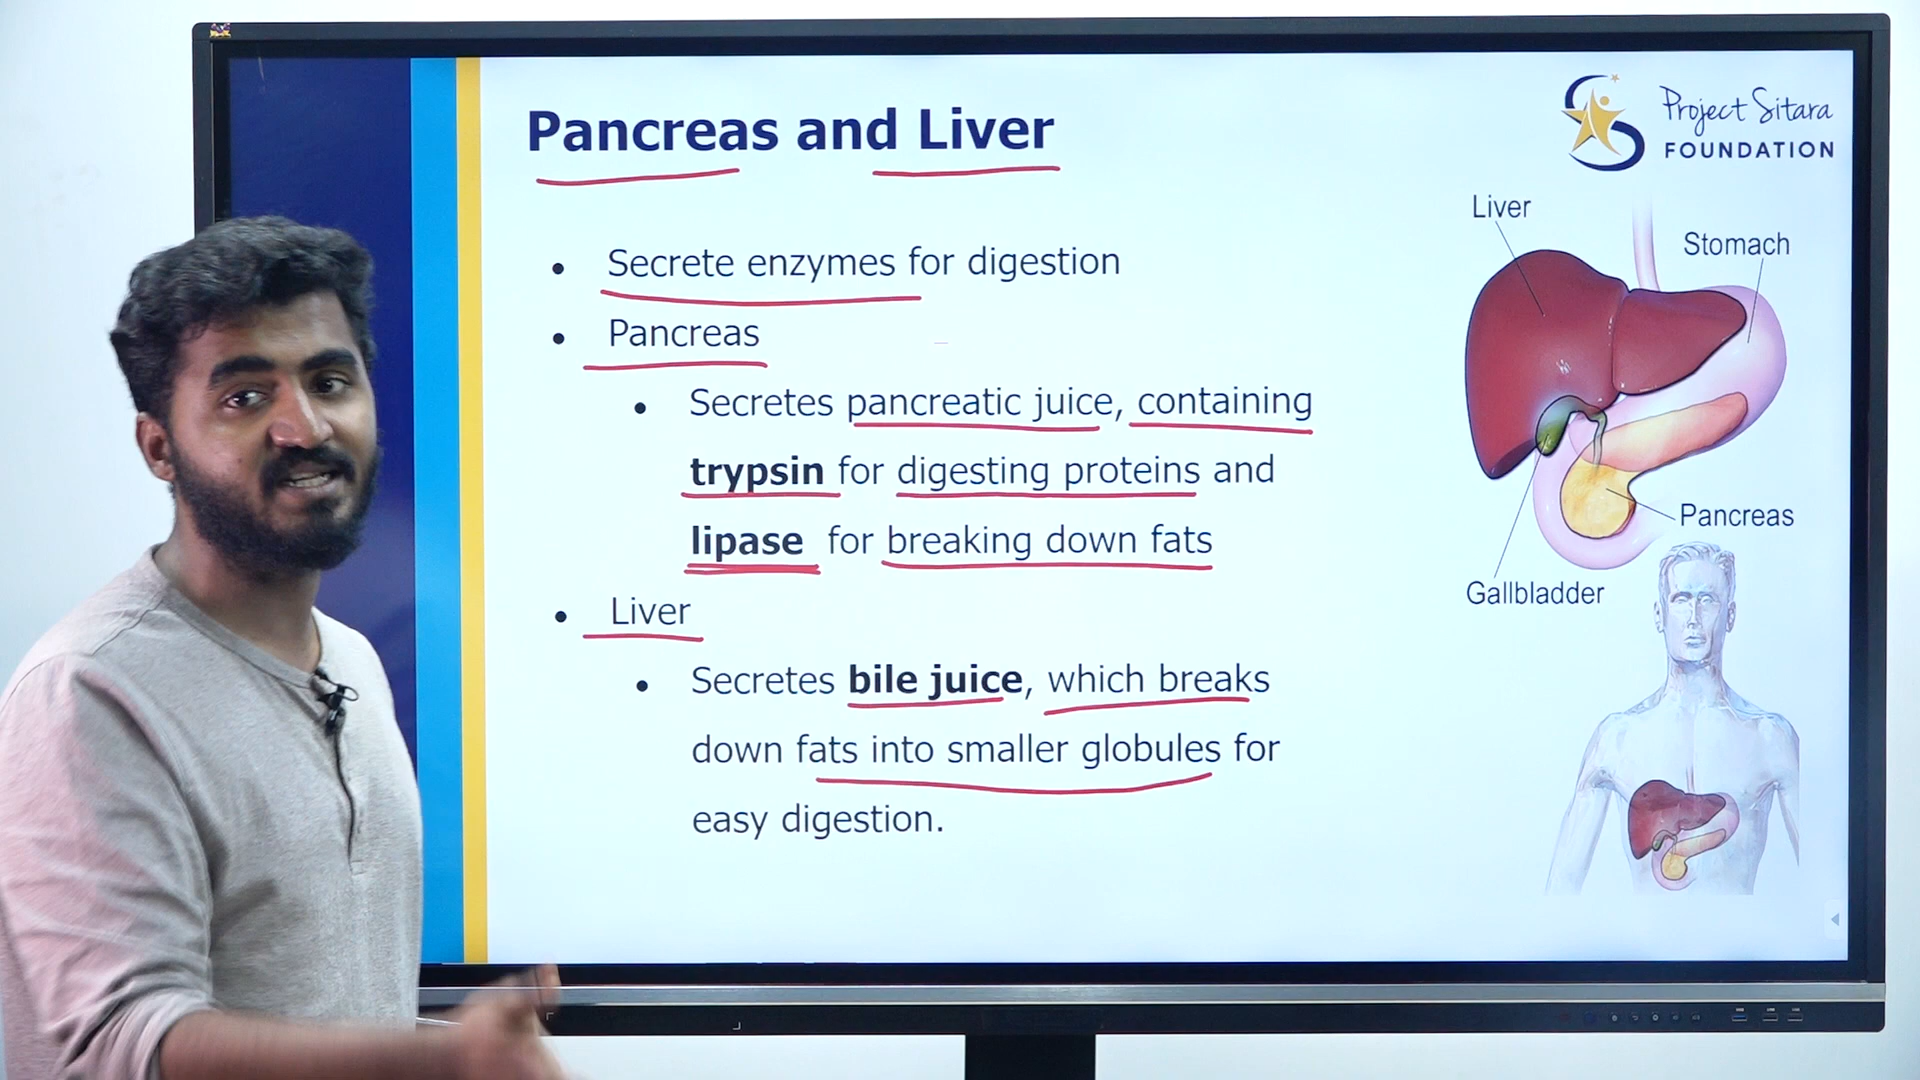 Pancreas and Liver
Project Sitara
FOUNDATION
• Secrete enzymes for digestion
• Pancreas
• Secretes pancreatic juice, containing
trypsin for digesting proteins and
lipase for breaking down fats
• Liver
• Secretes bile juice, which breaks
down fats into smaller globules for
easy digestion.
Liver
Stomach
Pancreas
Gallbladder